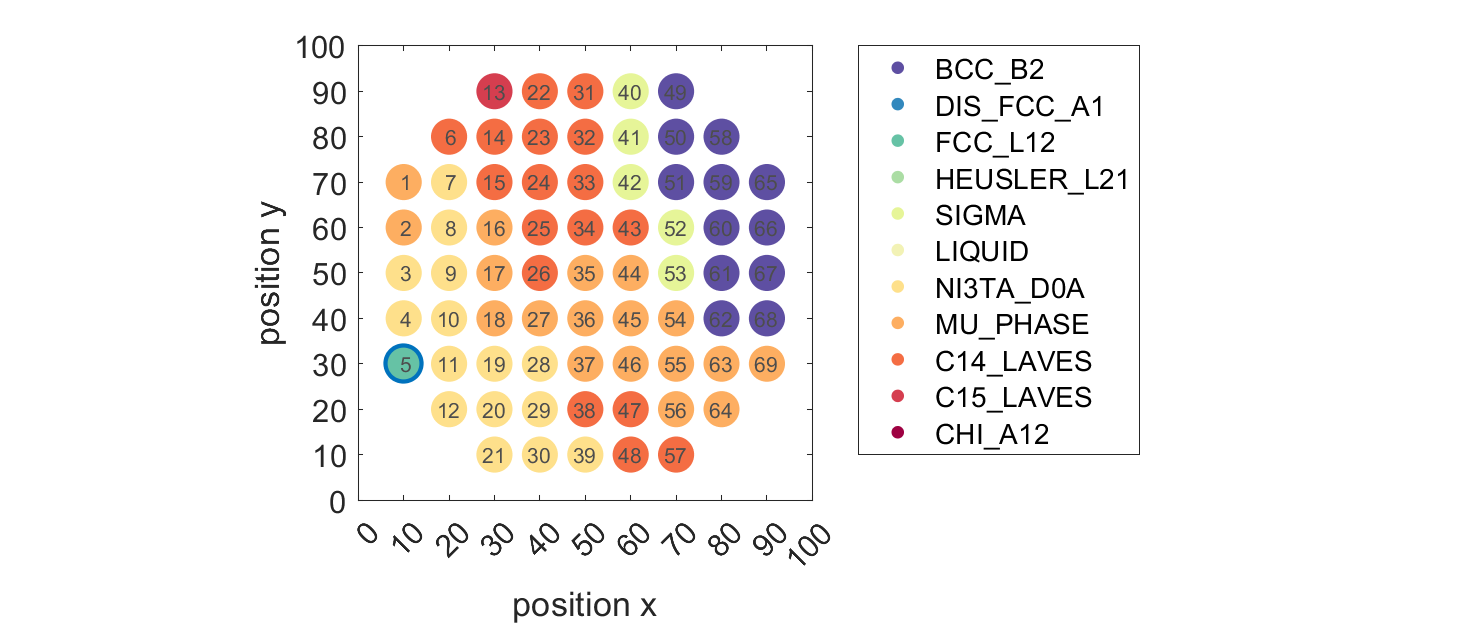 100
90
80
70
60
50
40
30
20
10
0
position y
13 22 31 40 49
6 14 23 32 41 50 58
1 7 15 24 33 42 51 59 65
2 8 16 25 34 43 52 60 66
3 9 17 26 35 44 53 61 67
4 10 18 27 36 45 54 62 68
5 11 19 28 37 46 55 63 69
12 20 29 38 47 56 64
21 30 39 48 57
0 10 20 30 40 50 60 70 80 90 100
position x
BCC_B2
DIS_FCC_A1
FCC_L12
HEUSLER_L21
SIGMA
LIQUID
NI3TA_D0A
MU_PHASE
C14_LAVES
C15_LAVES
CHI_A12